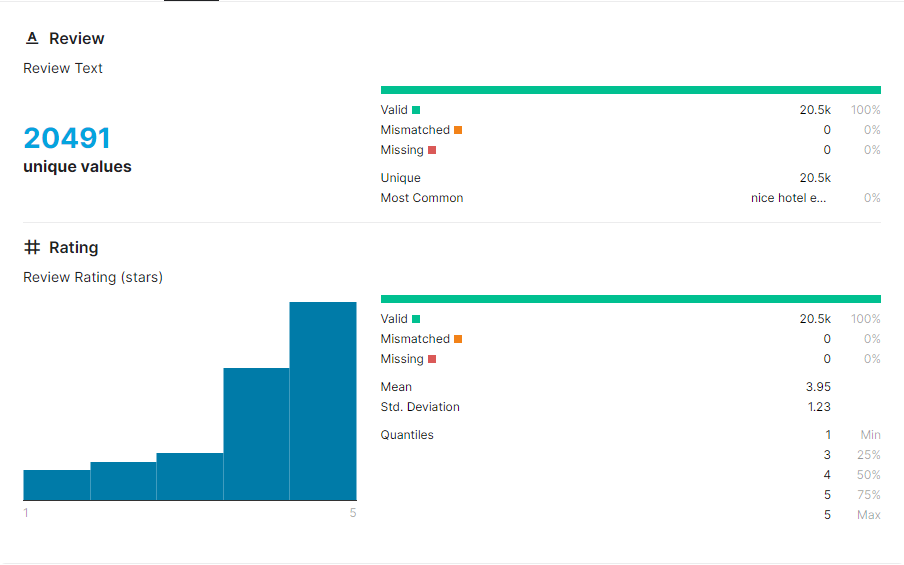 A Review
Review Text
20491
unique values
Valid 20.5k 100%
Mismatched 0 0%
Missing 0 0%
Unique 20.5k
Most Common nice hotel e... 0%
# Rating
Review Rating (stars)
1 5
Valid 20.5k 100%
Mismatched 0 0%
Missing 0 0%
Mean 3.95
Std. Deviation 1.23
Quantiles 1 Min
3 25%
4 50%
5 75%
5 Max